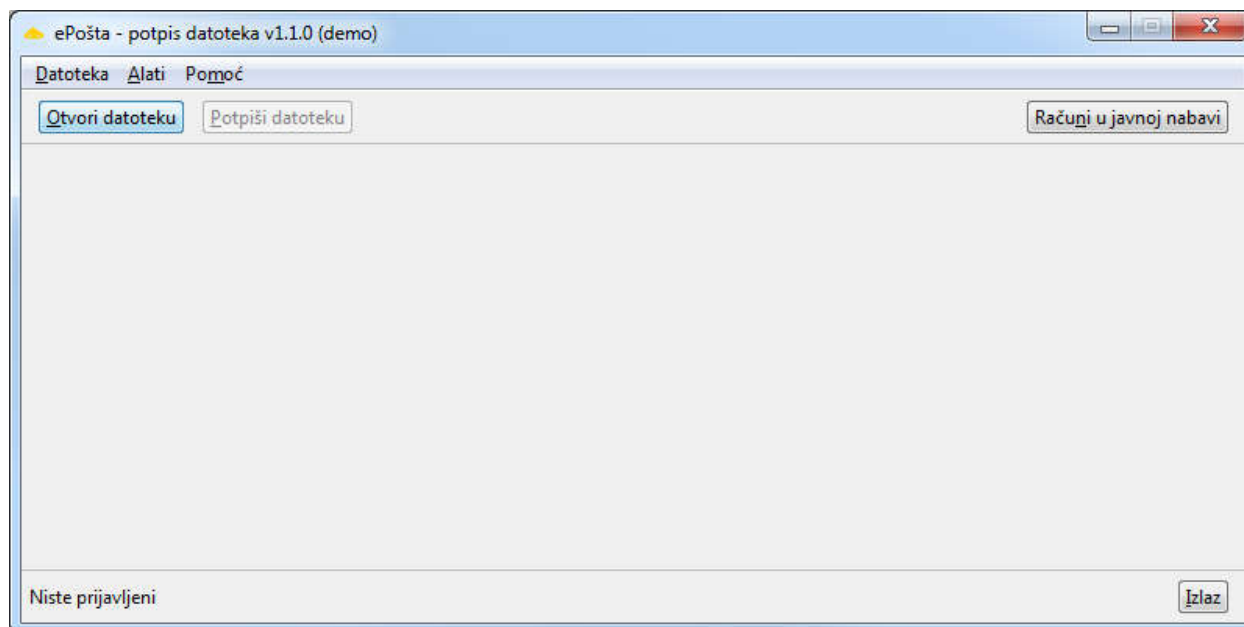 ePošta - potpis datoteka v1.1.0 (demo)
Datoteka Alati Pomoć
Otvori datoteku Potpiši datoteku Računi u javnoj nabavi
Niste prijavljeni Izlaz